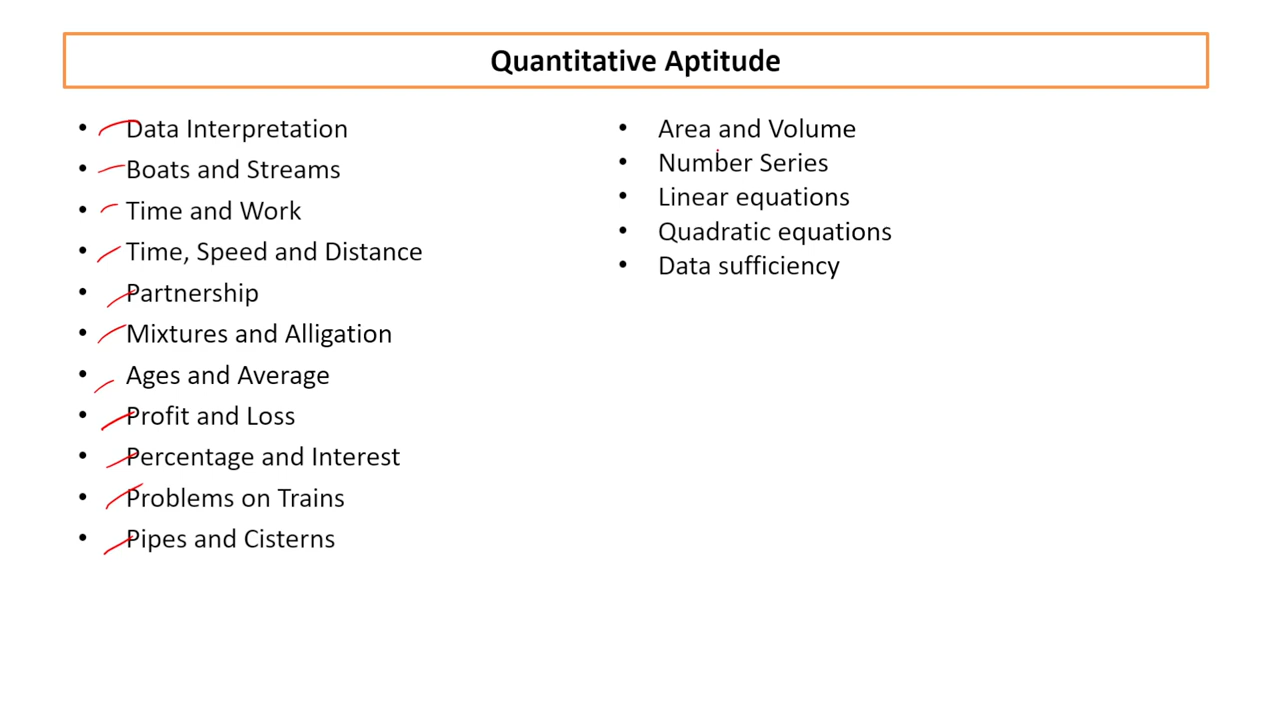 Quantitative Aptitude
• Data Interpretation
• Boats and Streams
• Time and Work
• Time, Speed and Distance
• Partnership
• Mixtures and Alligation
• Ages and Average
• Profit and Loss
• Percentage and Interest
• Problems on Trains
• Pipes and Cisterns
• Area and Volume
• Number Series
• Linear equations
• Quadratic equations
• Data sufficiency